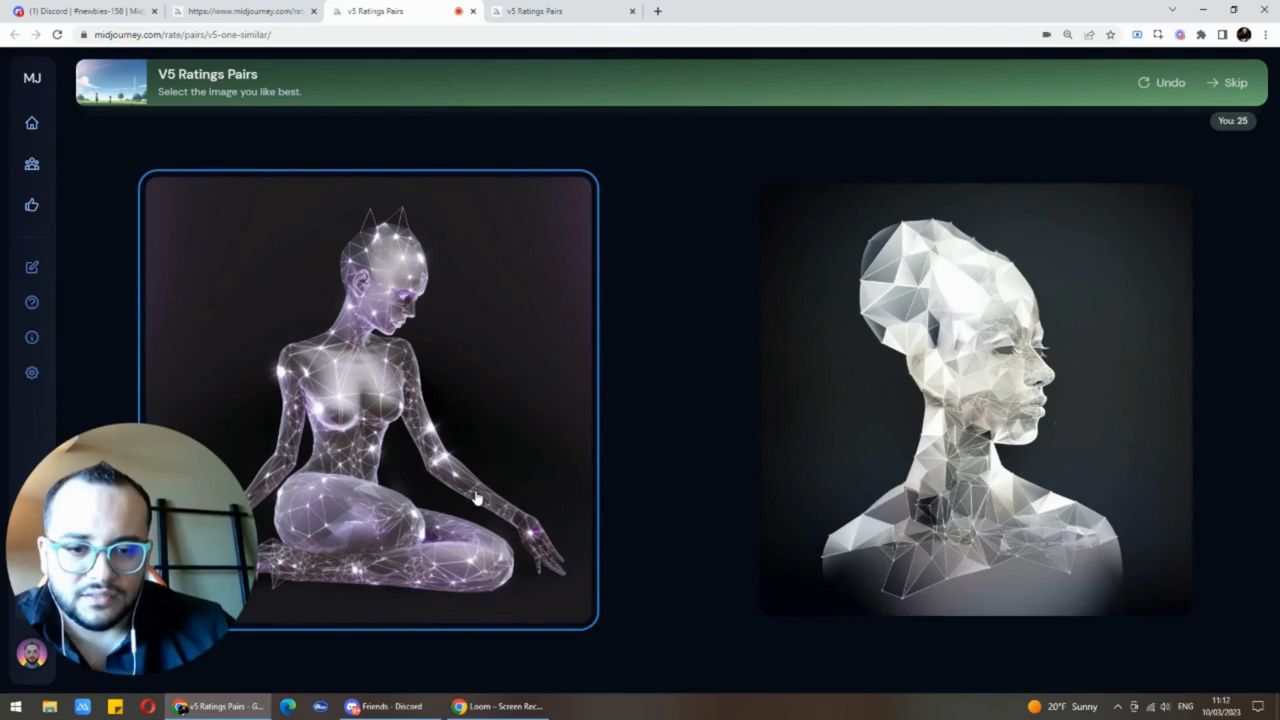 (1) Discord | #newbies-158 | Mid
https://www.midjourney.com/rat
v5 Ratings Pairs
v5 Ratings Pairs
midjourney.com/rate/pairs/v5-one-similar/
MJ
V5 Ratings Pairs
Select the image you like best.
Undo
Skip
You: 25
v5 Ratings Pairs - G...
Friends - Discord
Loom – Screen Rec...
20°F Sunny
ENG
11:12
10/03/2023